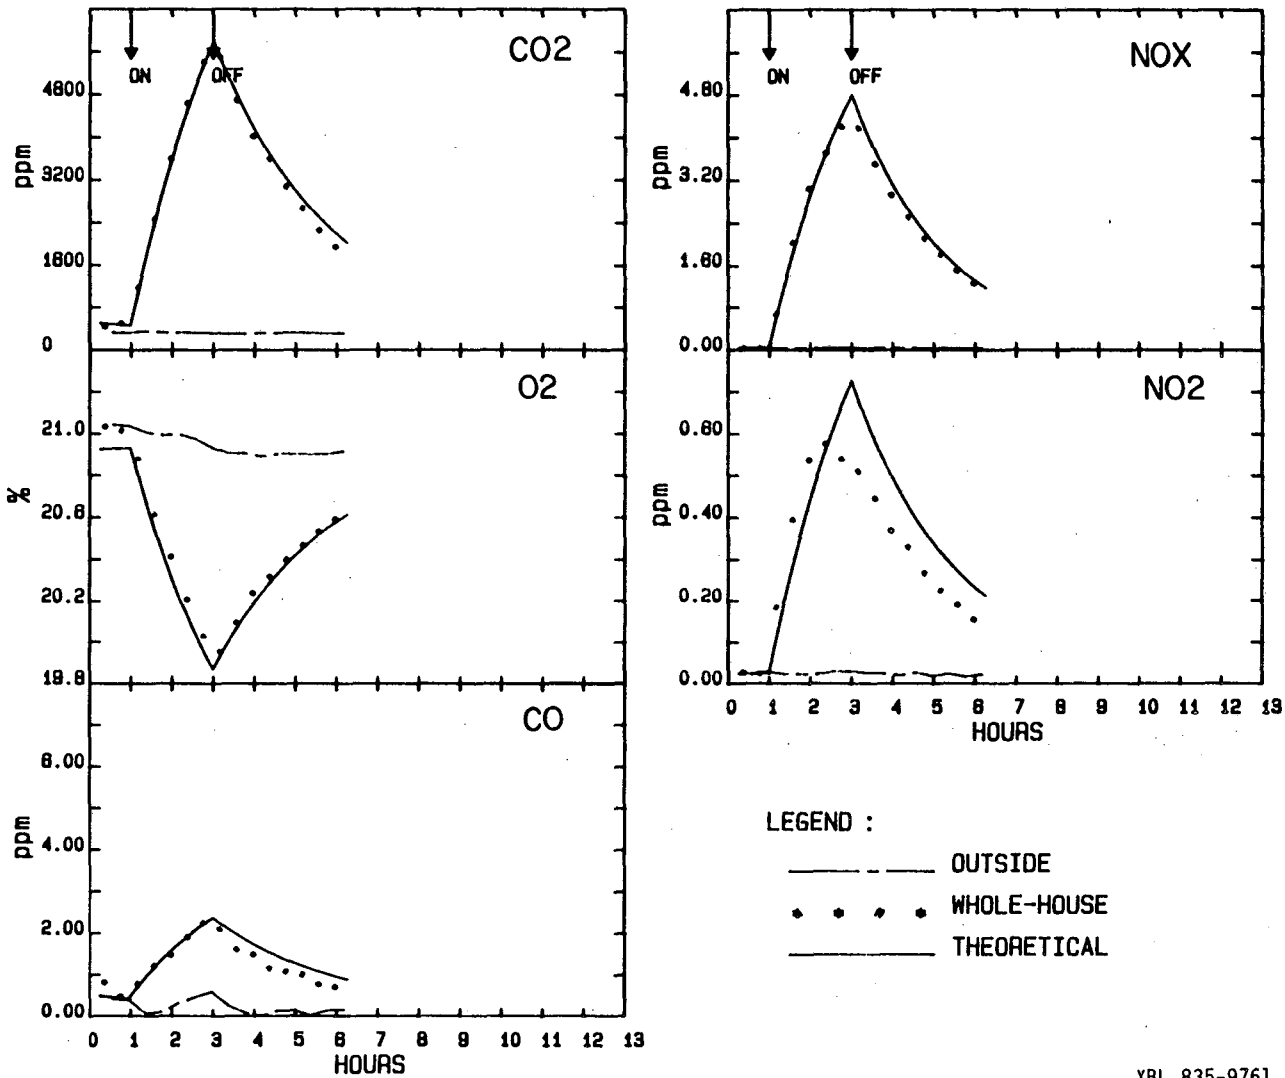 CO2
ON
OFF
4800
3200
1600
0
ppm
O2
21.0
20.6
20.2
19.8
%
CO
6.00
4.00
2.00
0.00
ppm
0 1 2 3 4 5 6 7 8 9 10 11 12 13
HOURS
NOX
ON
OFF
4.80
3.20
1.60
0.00
ppm
NO2
0.60
0.40
0.20
0.00
ppm
0 1 2 3 4 5 6 7 8 9 10 11 12 13
HOURS
LEGEND :
OUTSIDE
WHOLE-HOUSE
THEORETICAL
XBL 835-9761